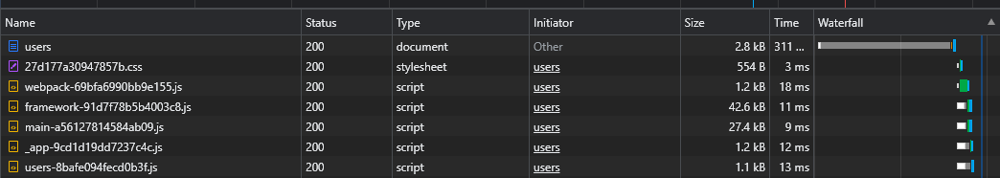 Name Status Type Initiator Size Time Waterfall
users 200 document Other 2.8 kB 311 ...
27d177a30947857b.css 200 stylesheet users 554 B 3 ms
webpack-69bfa6990bb9e155.js 200 script users 1.2 kB 18 ms
framework-91d7f78b5b4003c8.js 200 script users 42.6 kB 11 ms
main-a56127814584ab09.js 200 script users 27.4 kB 9 ms
_app-9cd1d19dd7237c4c.js 200 script users 1.2 kB 12 ms
users-8bafe094fecd0b3f.js 200 script users 1.1 kB 13 ms